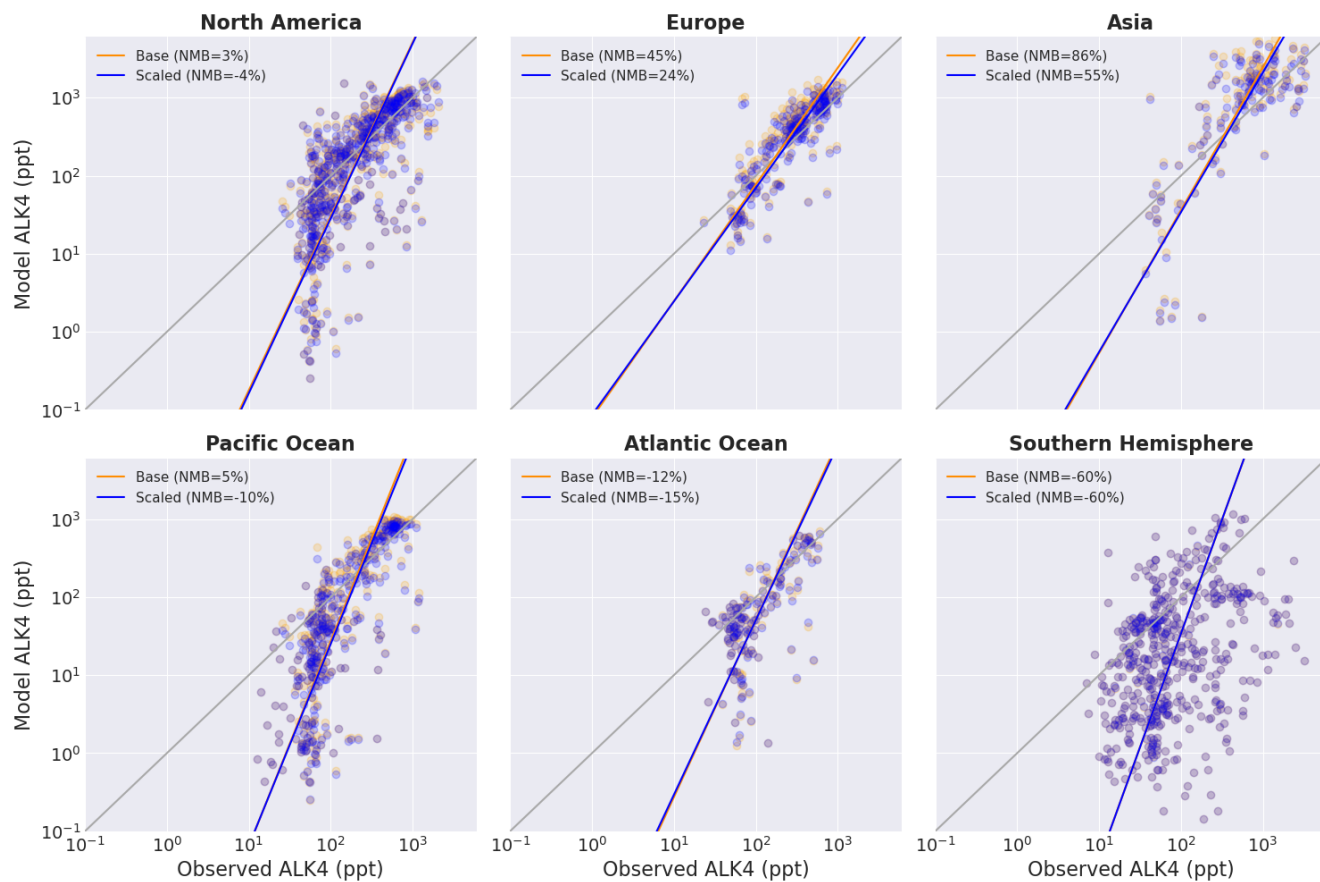 North America
Europe
Asia
Base (NMB=3%)
Scaled (NMB=-4%)
Base (NMB=45%)
Scaled (NMB=24%)
Base (NMB=86%)
Scaled (NMB=55%)
Model ALK4 (ppt)
10³
10²
10¹
10⁰
10⁻¹
Pacific Ocean
Atlantic Ocean
Southern Hemisphere
Base (NMB=5%)
Scaled (NMB=-10%)
Base (NMB=-12%)
Scaled (NMB=-15%)
Base (NMB=-60%)
Scaled (NMB=-60%)
Model ALK4 (ppt)
10³
10²
10¹
10⁰
10⁻¹
10⁻¹ 10⁰ 10¹ 10² 10³
10⁻¹ 10⁰ 10¹ 10² 10³
10⁻¹ 10⁰ 10¹ 10² 10³
Observed ALK4 (ppt)
Observed ALK4 (ppt)
Observed ALK4 (ppt)